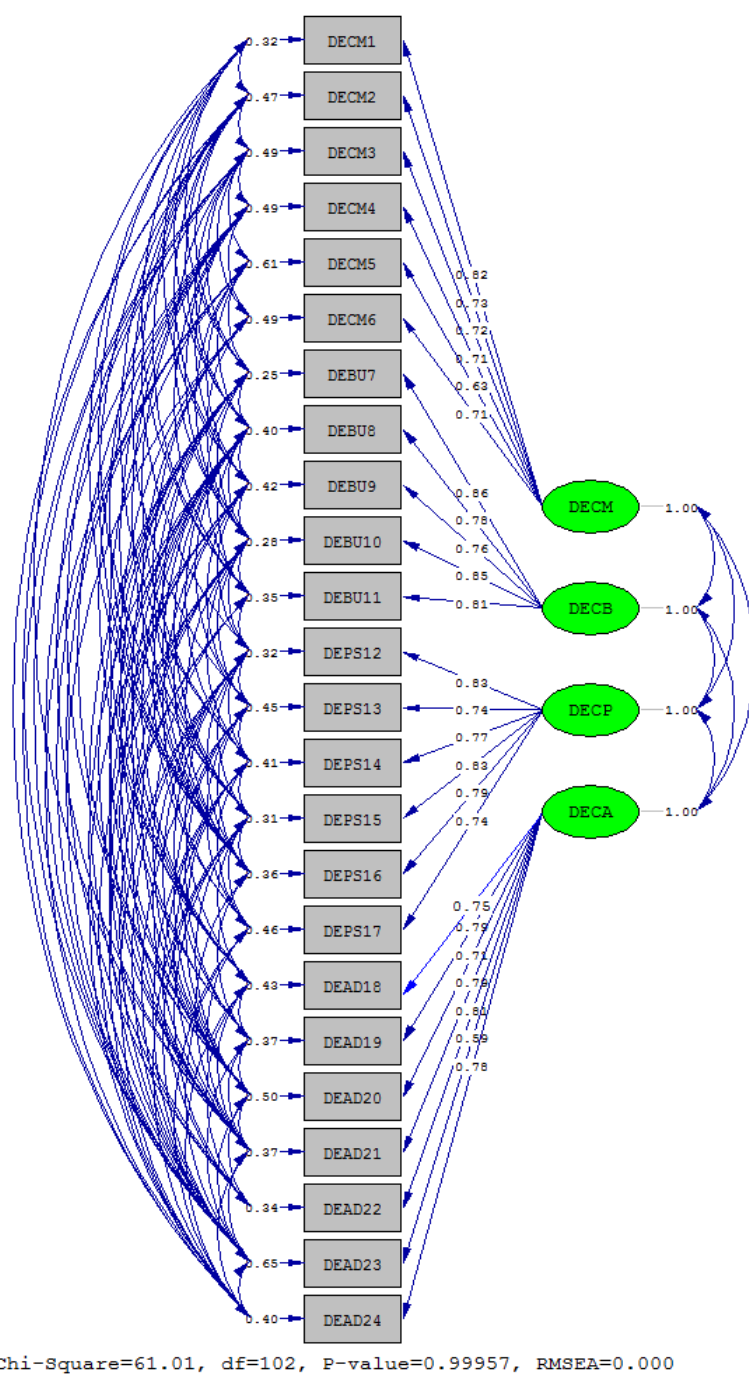 0.32 DECM1
0.47 DECM2
0.49 DECM3
0.49 DECM4
0.61 DECM5
0.82
0.73
0.49 DECM6
0.72
0.71
0.25 DEBU7
0.63
0.71
0.40 DEBU8
0.42 DEBU9
0.86
DECM 1.00
0.78
0.28 DEBU10
0.76
0.85
0.35 DEBU11
0.81
DECB 1.00
0.32 DEPS12
0.83
0.45 DEPS13
0.74
DECP 1.00
0.77
0.41 DEPS14
0.83
0.79
DECA 1.00
0.31 DEPS15
0.74
0.36 DEPS16
0.75
0.46 DEPS17
0.79
0.71
0.43 DEAD18
0.79
0.81
0.37 DEAD19
0.59
0.78
0.50 DEAD20
0.37 DEAD21
0.34 DEAD22
0.65 DEAD23
0.40 DEAD24
Chi-Square=61.01, df=102, P-value=0.99957, RMSEA=0.000